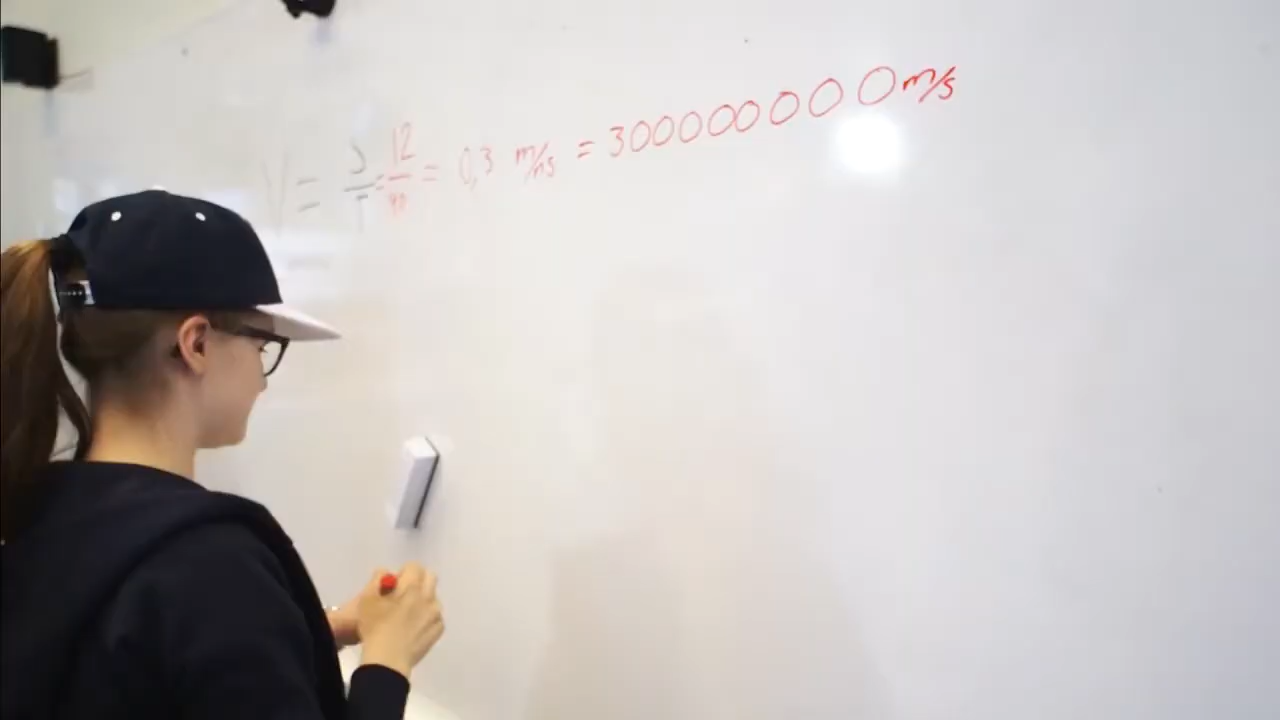 V = S/T = 12/40 = 0,3 m/ns = 300000000 m/s